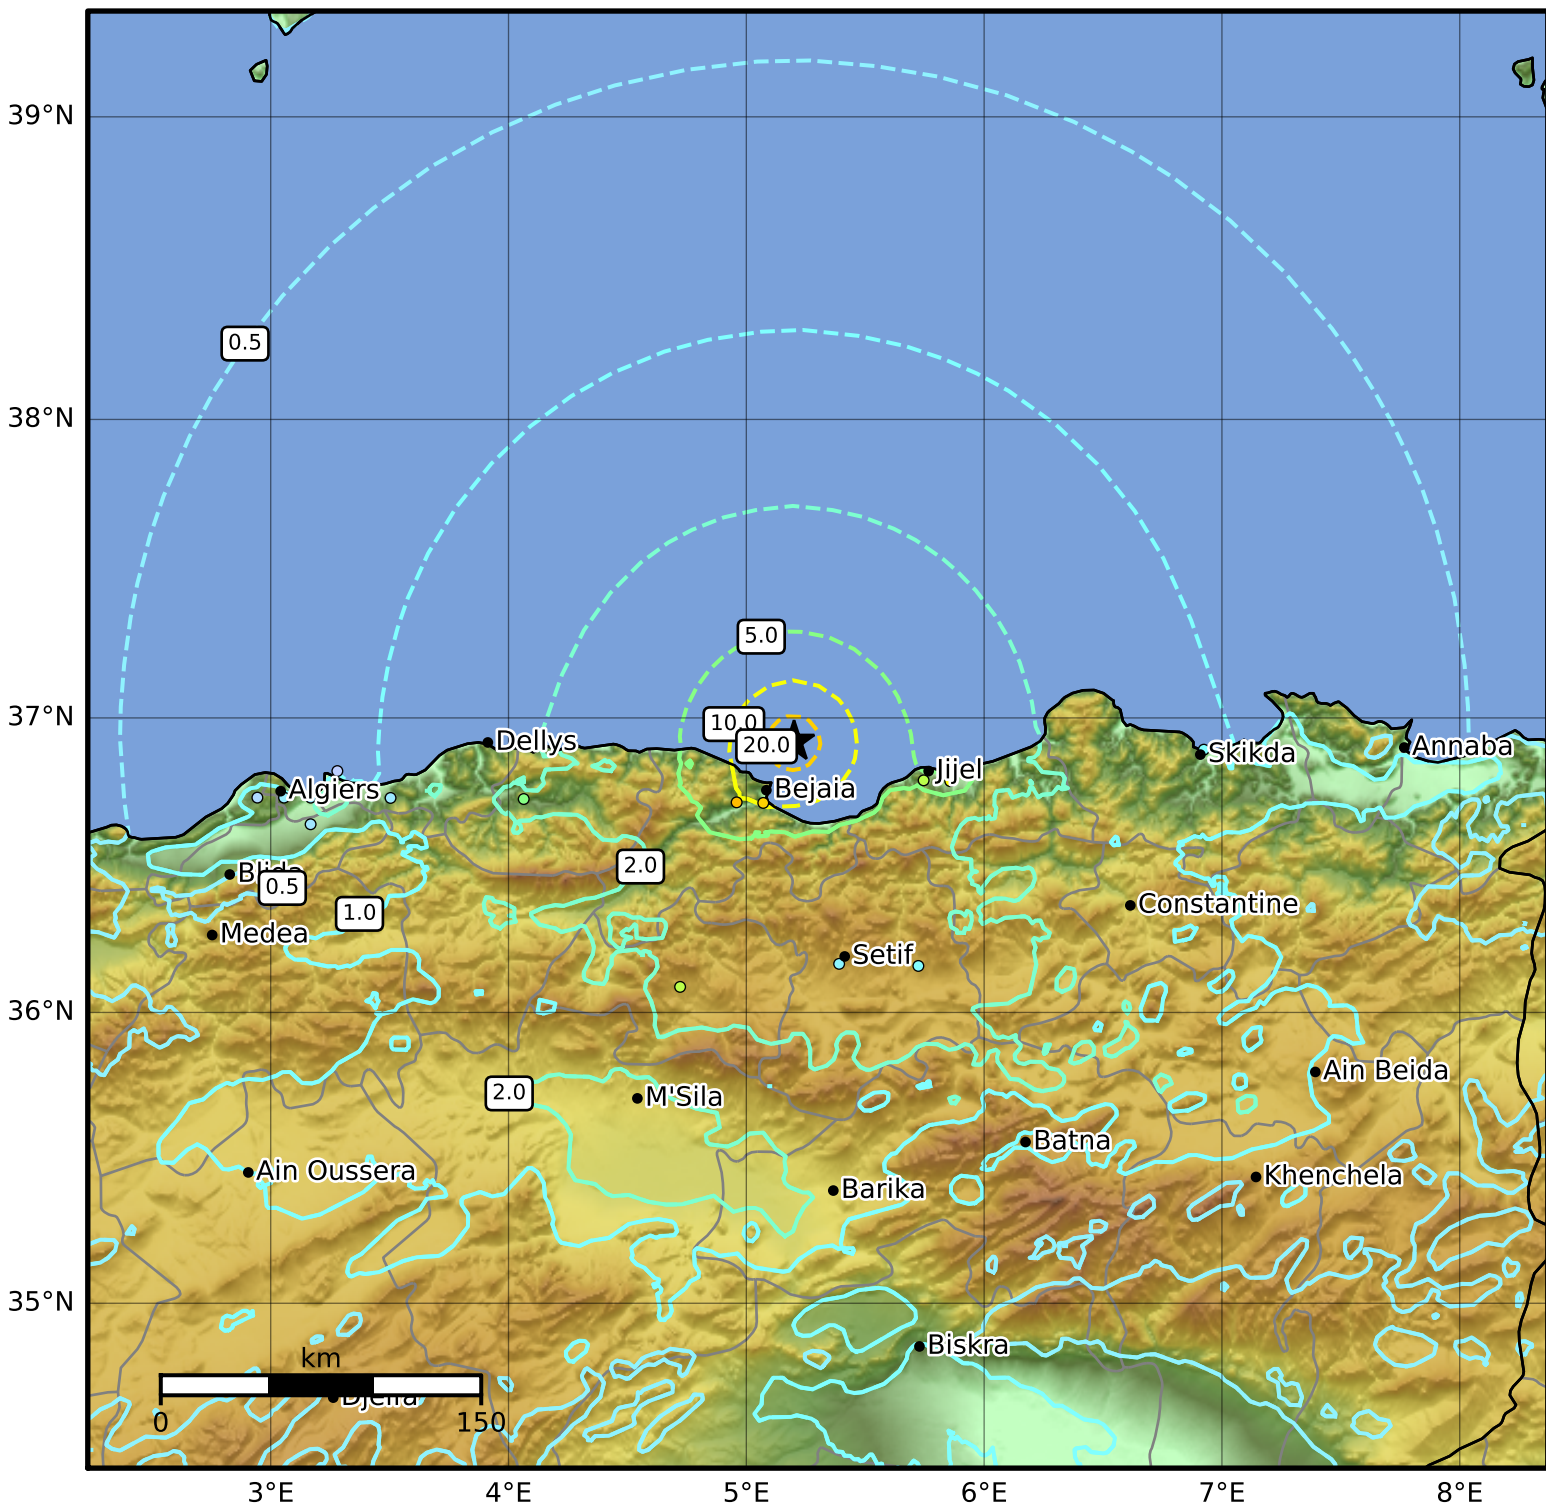 39°N
0.5
38°N
5.0
37°N
10.0
20.0
Dellys
Skikda
Annaba
Jijel
Algiers
Bejaia
2.0
Blida
0.5
1.0
Constantine
Medea
Setif
36°N
Ain Beida
2.0
M'Sila
Batna
Ain Oussera
Khenchela
Barika
35°N
Biskra
km
Djelfa
0 150
3°E 4°E 5°E 6°E 7°E 8°E